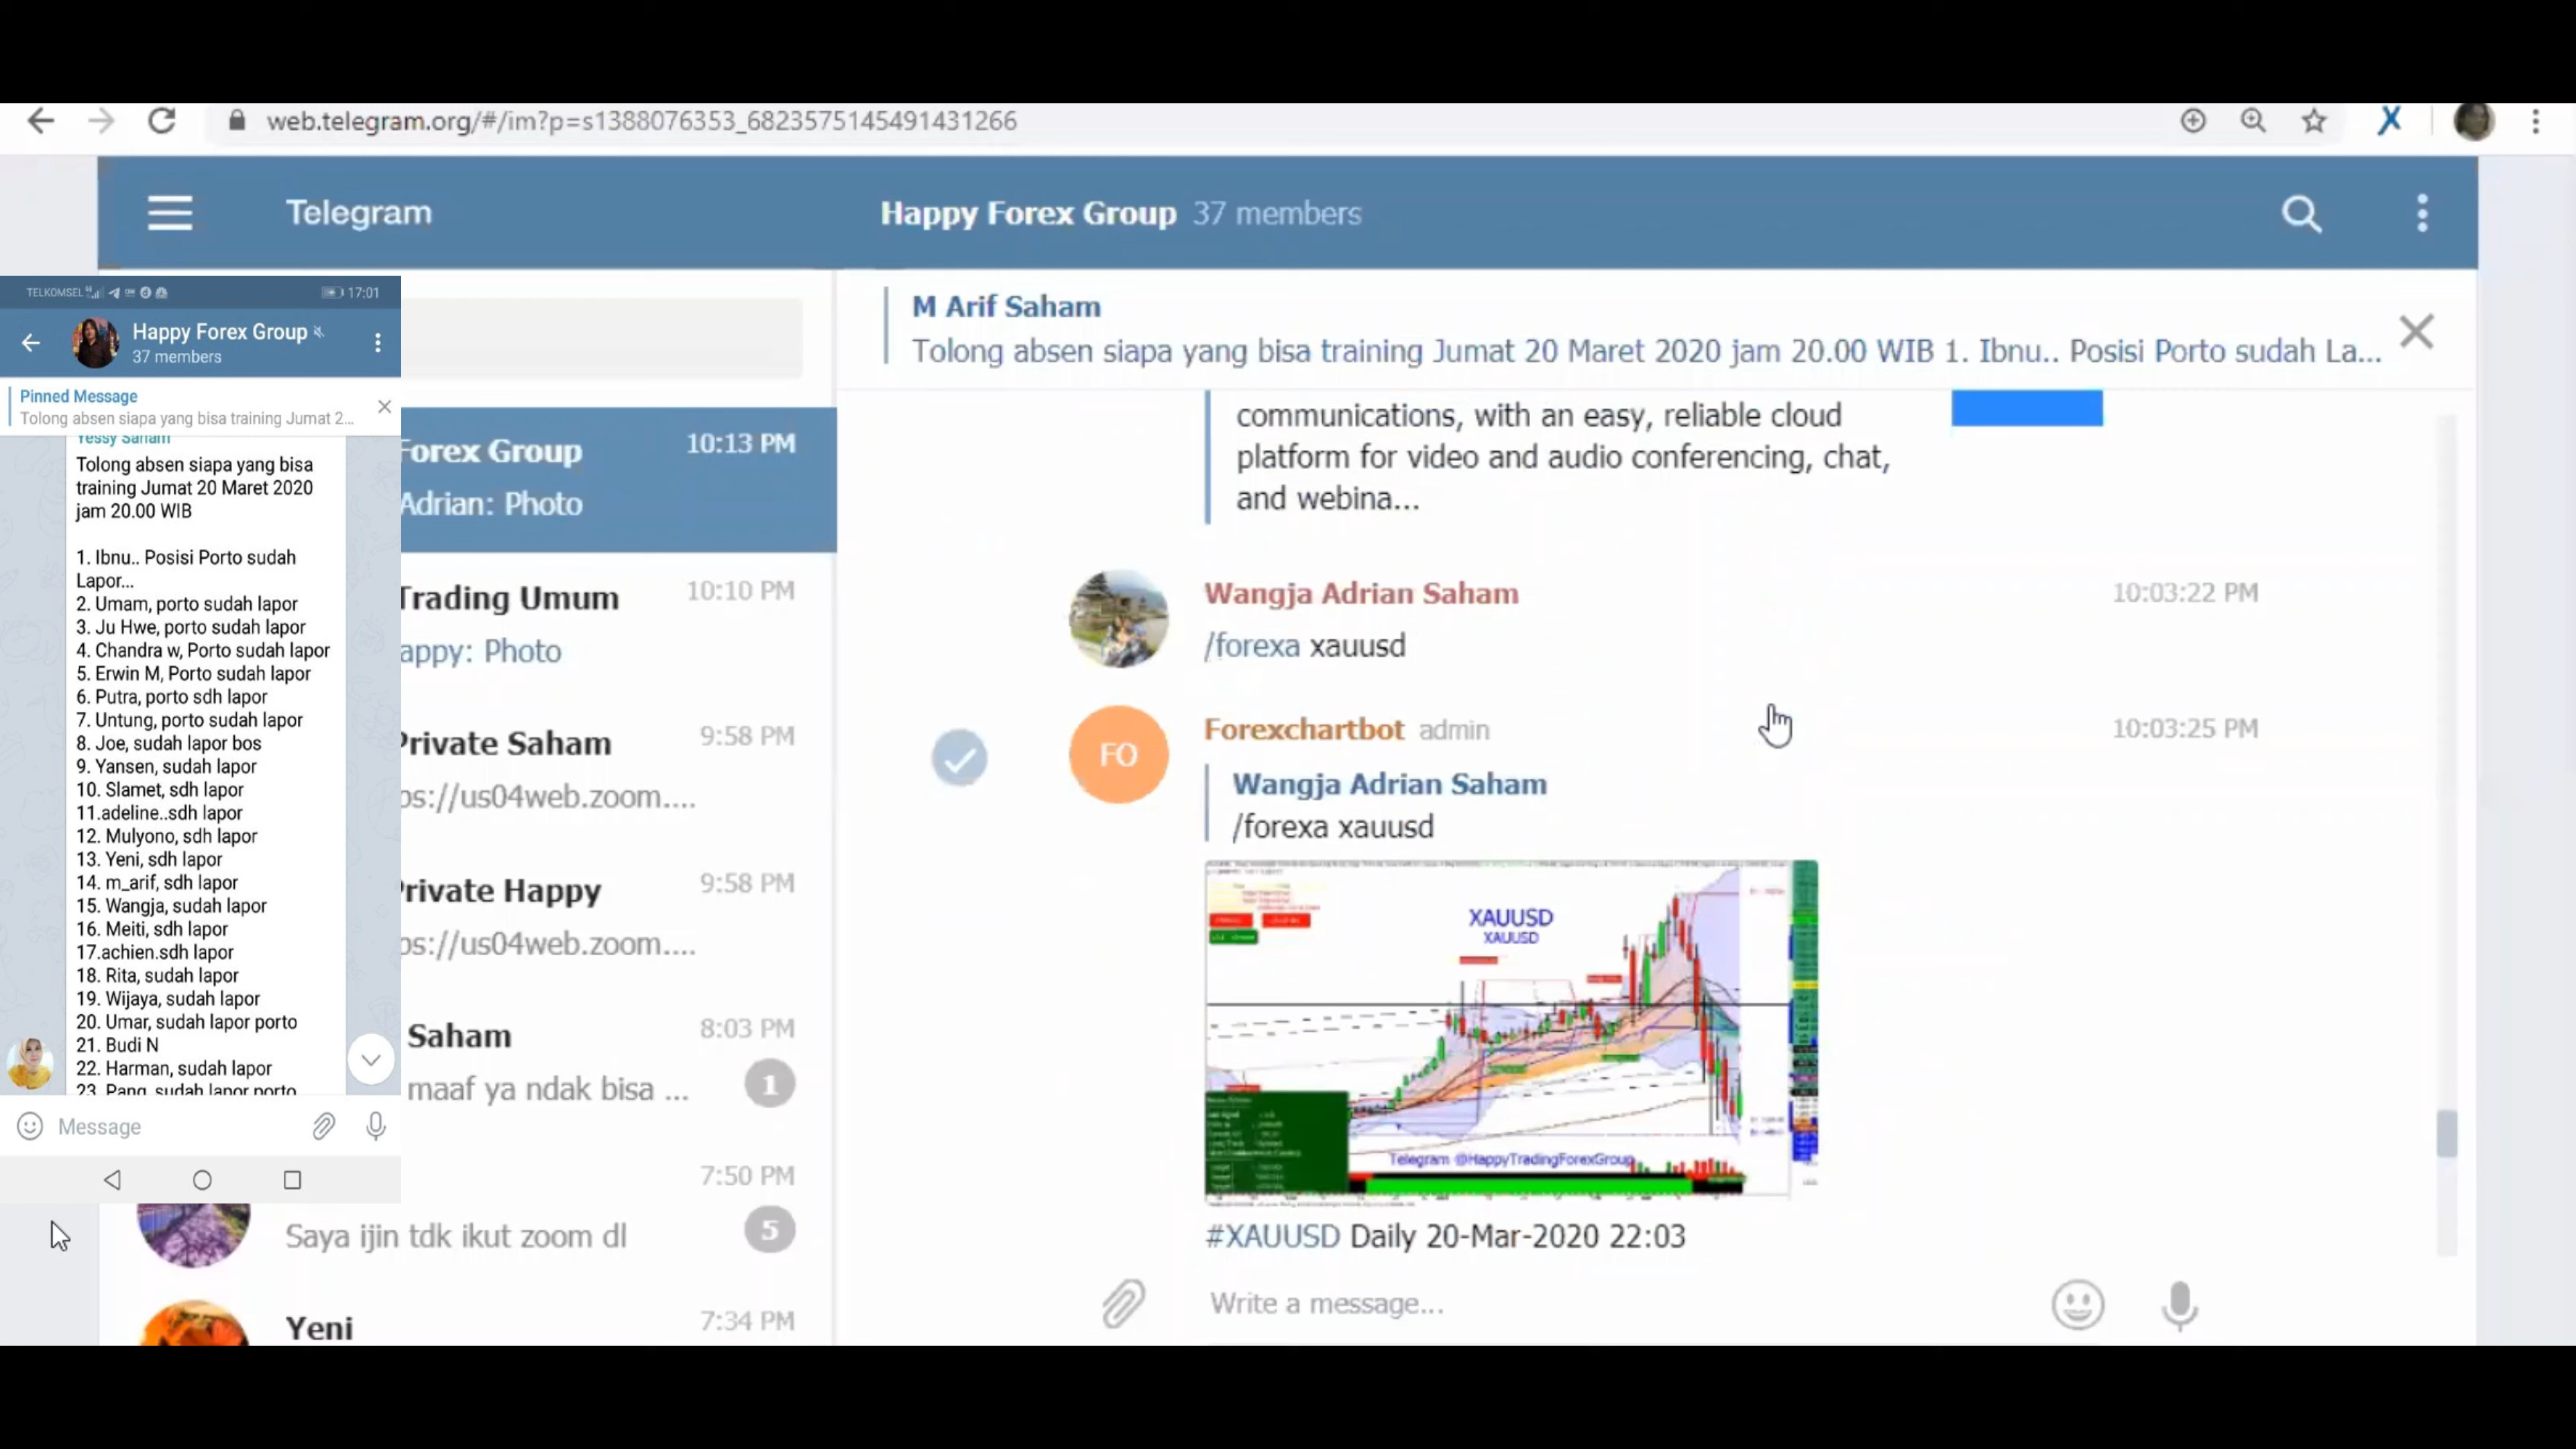 web.telegram.org/#/im?p=s1388076353_6823575145491431266
Telegram
Happy Forex Group 37 members
TELKOMSEL
17:01
Happy Forex Group
37 members
Pinned Message
Tolong absen siapa yang bisa training Jumat 2...
Yessy Saham
Tolong absen siapa yang bisa
training Jumat 20 Maret 2020
jam 20.00 WIB
1. Ibnu.. Posisi Porto sudah
Lapor...
2. Umam, porto sudah lapor
3. Ju Hwe, porto sudah lapor
4. Chandra w, Porto sudah lapor
5. Erwin M, Porto sudah lapor
6. Putra, porto sdh lapor
7. Untung, porto sudah lapor
8. Joe, sudah lapor bos
9. Yansen, sudah lapor
10. Slamet, sdh lapor
11.adeline..sdh lapor
12. Mulyono, sdh lapor
13. Yeni, sdh lapor
14. m_arif, sdh lapor
15. Wangja, sudah lapor
16. Meiti, sdh lapor
17.achien.sdh lapor
18. Rita, sudah lapor
19. Wijaya, sudah lapor
20. Umar, sudah lapor porto
21. Budi N
22. Harman, sudah lapor
23. Pang, sudah lapor porto
Message
Forex Group 10:13 PM
Adrian: Photo
Trading Umum 10:10 PM
appy: Photo
Private Saham 9:58 PM
ps://us04web.zoom....
Private Happy 9:58 PM
ps://us04web.zoom....
Saham 8:03 PM
maaf ya ndak bisa ... 1
7:50 PM
Saya ijin tdk ikut zoom dl 5
Yeni 7:34 PM
M Arif Saham
Tolong absen siapa yang bisa training Jumat 20 Maret 2020 jam 20.00 WIB 1. Ibnu.. Posisi Porto sudah La...
communications, with an easy, reliable cloud
platform for video and audio conferencing, chat,
and webina...
Wangja Adrian Saham 10:03:22 PM
/forexa xauusd
FO
Forexchartbot admin 10:03:25 PM
Wangja Adrian Saham
/forexa xauusd
XAUUSD
XAUUSD
Telegram @HappyTradingForexGroup
#XAUUSD Daily 20-Mar-2020 22:03
Write a message...